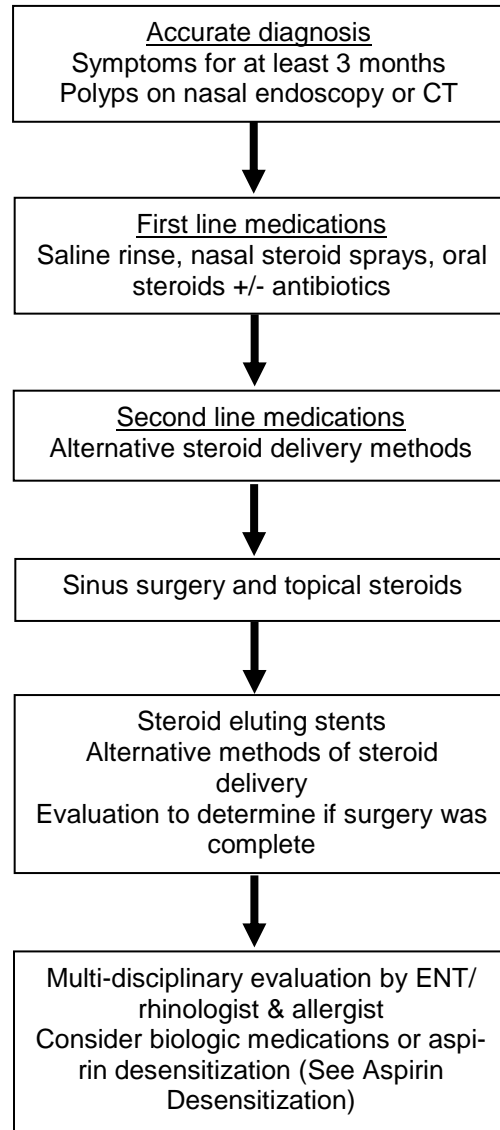 Accurate diagnosis
Symptoms for at least 3 months
Polyps on nasal endoscopy or CT
First line medications
Saline rinse, nasal steroid sprays, oral
steroids +/- antibiotics
Second line medications
Alternative steroid delivery methods
Sinus surgery and topical steroids
Steroid eluting stents
Alternative methods of steroid
delivery
Evaluation to determine if surgery was
complete
Multi-disciplinary evaluation by ENT/
rhinologist & allergist
Consider biologic medications or aspi-
rin desensitization (See Aspirin
Desensitization)